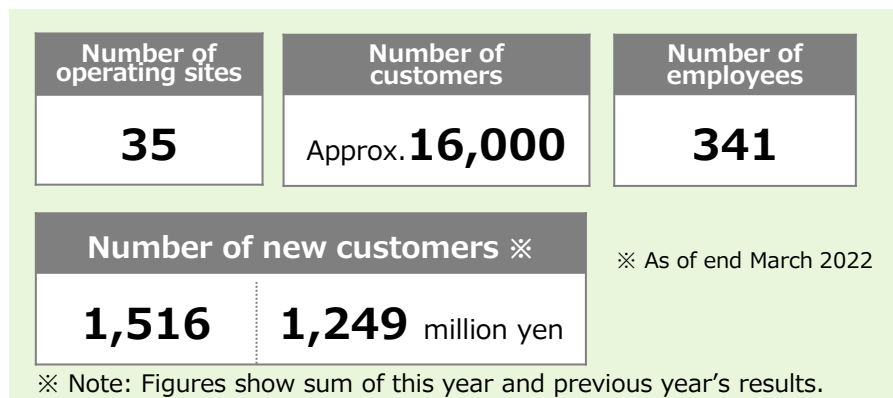 Number of
operating sites
35
Number of
customers
Approx.16,000
Number of
employees
341
Number of new customers ※
1,516
1,249 million yen
※ As of end March 2022
※ Note: Figures show sum of this year and previous year’s results.